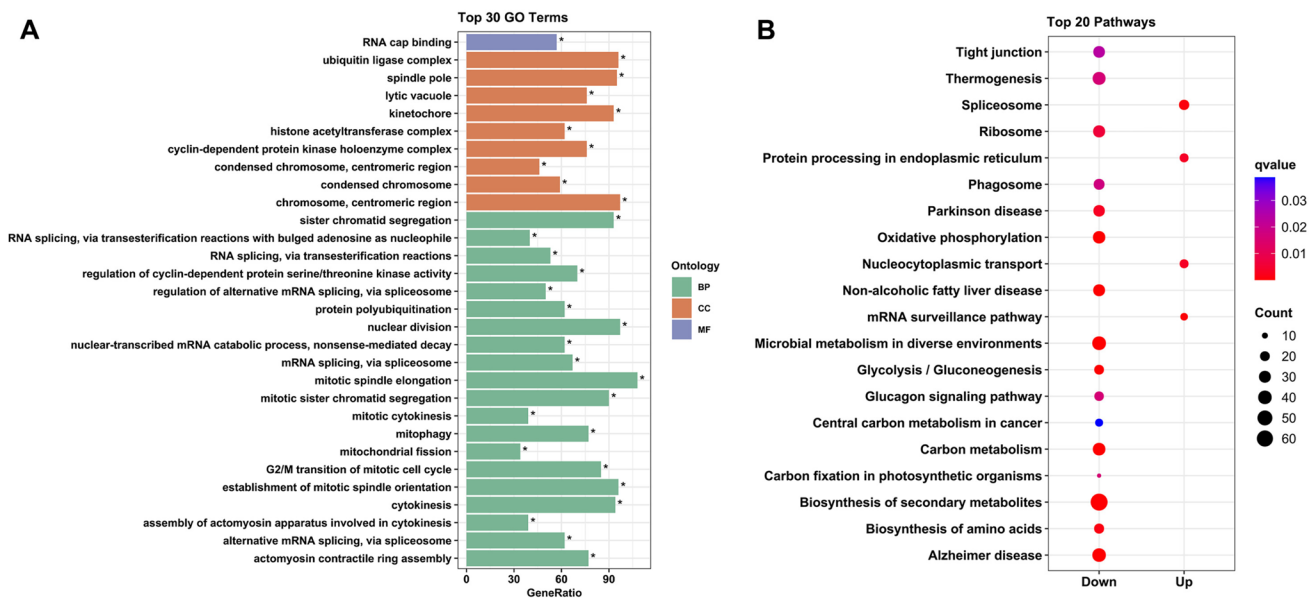 A
Top 30 GO Terms
RNA cap binding *
ubiquitin ligase complex *
spindle pole *
lytic vacuole *
kinetochore *
histone acetyltransferase complex *
cyclin-dependent protein kinase holoenzyme complex *
condensed chromosome, centromeric region *
condensed chromosome *
chromosome, centromeric region *
sister chromatid segregation *
RNA splicing, via transesterification reactions with bulged adenosine as nucleophile *
RNA splicing, via transesterification reactions *
regulation of cyclin-dependent protein serine/threonine kinase activity *
regulation of alternative mRNA splicing, via spliceosome *
protein polyubiquitination *
nuclear division *
nuclear-transcribed mRNA catabolic process, nonsense-mediated decay *
mRNA splicing, via spliceosome *
mitotic spindle elongation *
mitotic sister chromatid segregation *
mitotic cytokinesis *
mitophagy *
mitochondrial fission *
G2/M transition of mitotic cell cycle *
establishment of mitotic spindle orientation *
cytokinesis *
assembly of actomyosin apparatus involved in cytokinesis *
alternative mRNA splicing, via spliceosome *
actomyosin contractile ring assembly *
0 30 60 90
GeneRatio
Ontology
BP
CC
MF
B
Top 20 Pathways
Tight junction
Thermogenesis
Spliceosome
Ribosome
Protein processing in endoplasmic reticulum
Phagosome
Parkinson disease
Oxidative phosphorylation
Nucleocytoplasmic transport
Non-alcoholic fatty liver disease
mRNA surveillance pathway
Microbial metabolism in diverse environments
Glycolysis / Gluconeogenesis
Glucagon signaling pathway
Central carbon metabolism in cancer
Carbon metabolism
Carbon fixation in photosynthetic organisms
Biosynthesis of secondary metabolites
Biosynthesis of amino acids
Alzheimer disease
Down Up
qvalue
0.03
0.02
0.01
Count
10
20
30
40
50
60